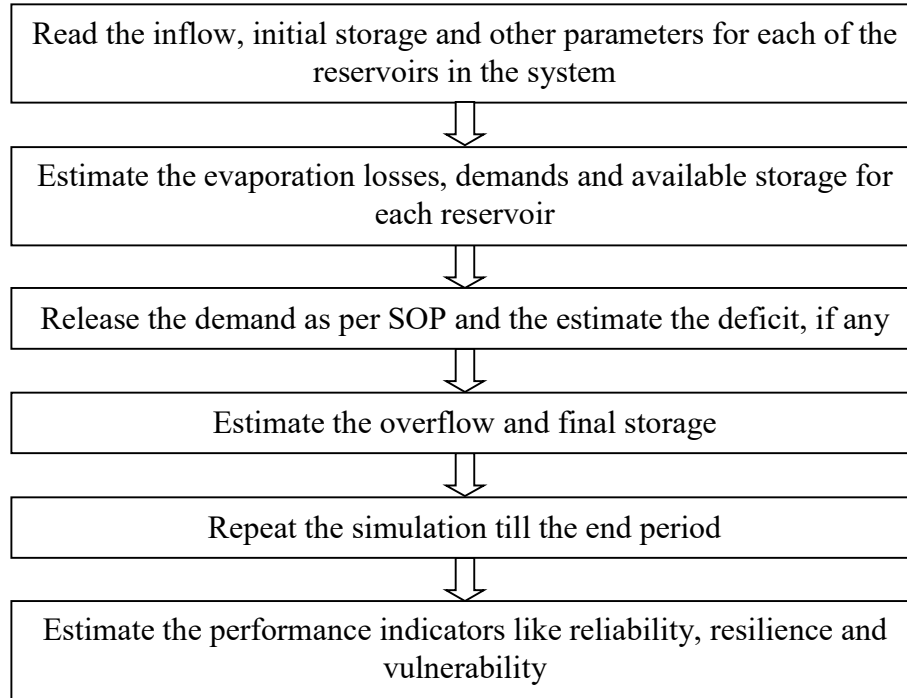 Read the inflow, initial storage and other parameters for each of the
reservoirs in the system
Estimate the evaporation losses, demands and available storage for
each reservoir
Release the demand as per SOP and the estimate the deficit, if any
Estimate the overflow and final storage
Repeat the simulation till the end period
Estimate the performance indicators like reliability, resilience and
vulnerability